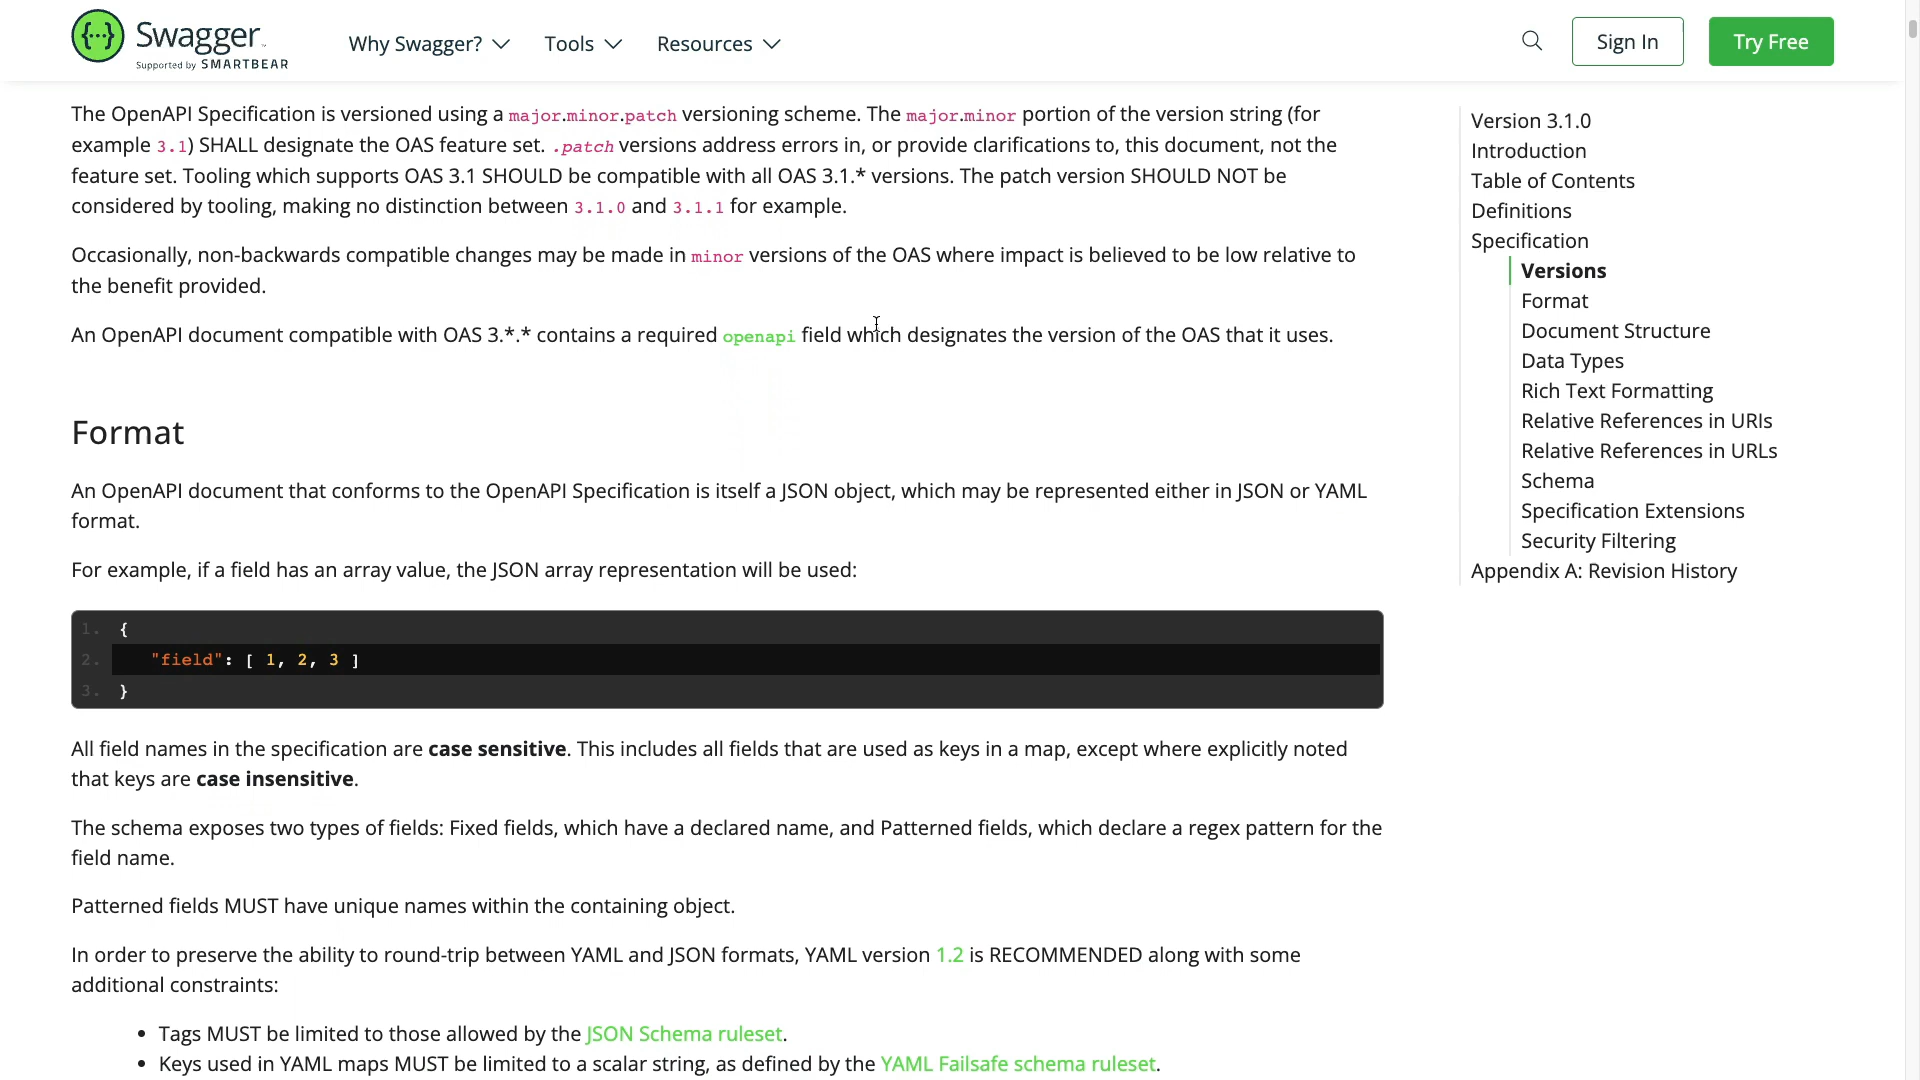 Swagger
Supported by SMARTBEAR
Why Swagger?
Tools
Resources
Sign In
Try Free
The OpenAPI Specification is versioned using a major.minor.patch versioning scheme. The major.minor portion of the version string (for
example 3.1) SHALL designate the OAS feature set. .patch versions address errors in, or provide clarifications to, this document, not the
feature set. Tooling which supports OAS 3.1 SHOULD be compatible with all OAS 3.1.* versions. The patch version SHOULD NOT be
considered by tooling, making no distinction between 3.1.0 and 3.1.1 for example.
Occasionally, non-backwards compatible changes may be made in minor versions of the OAS where impact is believed to be low relative to
the benefit provided.
An OpenAPI document compatible with OAS 3.*.* contains a required openapi field which designates the version of the OAS that it uses.
Format
An OpenAPI document that conforms to the OpenAPI Specification is itself a JSON object, which may be represented either in JSON or YAML
format.
For example, if a field has an array value, the JSON array representation will be used:
1. {
2. "field": [ 1, 2, 3 ]
3. }
All field names in the specification are case sensitive. This includes all fields that are used as keys in a map, except where explicitly noted
that keys are case insensitive.
The schema exposes two types of fields: Fixed fields, which have a declared name, and Patterned fields, which declare a regex pattern for the
field name.
Patterned fields MUST have unique names within the containing object.
In order to preserve the ability to round-trip between YAML and JSON formats, YAML version 1.2 is RECOMMENDED along with some
additional constraints:
• Tags MUST be limited to those allowed by the JSON Schema ruleset.
• Keys used in YAML maps MUST be limited to a scalar string, as defined by the YAML Failsafe schema ruleset.
Version 3.1.0
Introduction
Table of Contents
Definitions
Specification
Versions
Format
Document Structure
Data Types
Rich Text Formatting
Relative References in URIs
Relative References in URLs
Schema
Specification Extensions
Security Filtering
Appendix A: Revision History